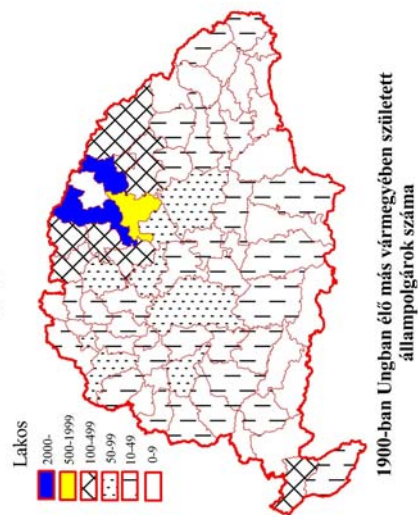 Lakos
2000-
500-1999
100-499
50-99
10-49
0-9
1900-ban Ungban élő más vármegyében született
állampolgárok száma